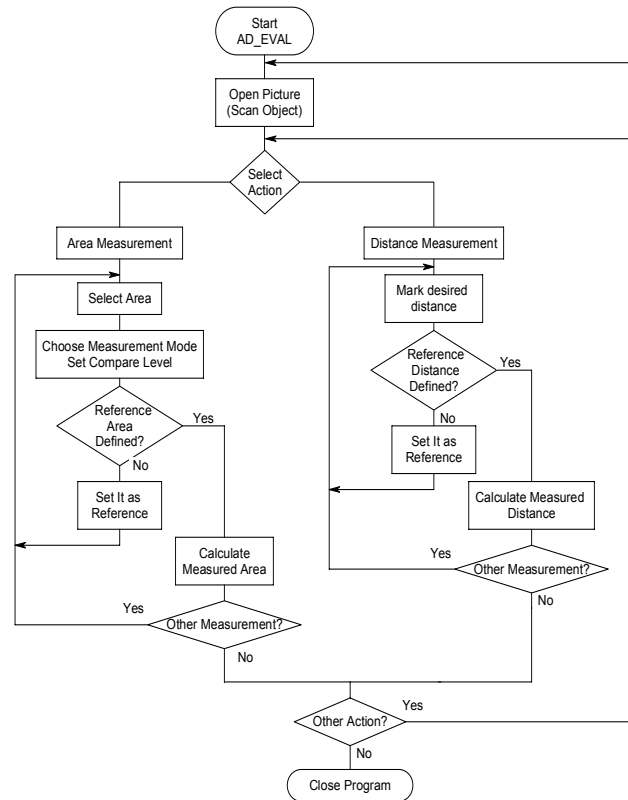 Start
AD_EVAL
Open Picture
(Scan Object)
Select
Action
Area Measurement
Select Area
Choose Measurement Mode
Set Compare Level
Reference
Area
Defined?
Yes
No
Set It as
Reference
Calculate
Measured Area
Yes
Other Measurement?
No
Distance Measurement
Mark desired
distance
Reference
Distance
Defined?
Yes
No
Set It as
Reference
Calculate Measured
Distance
Yes
Other Measurement?
No
Other Action?
Yes
No
Close Program